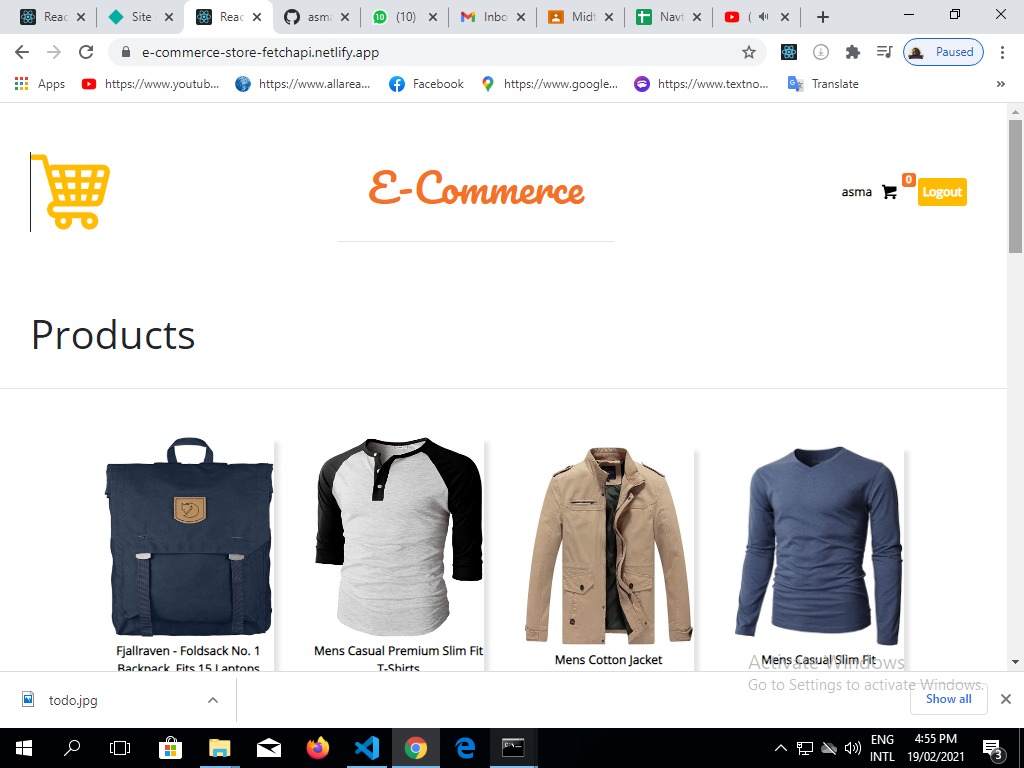 Reac
Site
Reac
asma
(10)
Inbo
Midt
Navt
(
e-commerce-store-fetchapi.netlify.app
Paused
Apps
https://www.youtub...
https://www.allarea...
Facebook
https://www.google...
https://www.textno...
Translate
»
E-Commerce
asma
0
Logout
Products
Fjallraven - Foldsack No. 1
Backpack, Fits 15 Laptops
Mens Casual Premium Slim Fit
T-Shirts
Mens Cotton Jacket
Mens Casual Slim Fit
Activate Windows
Go to Settings to activate Windows.
todo.jpg
Show all
ENG
INTL
4:55 PM
19/02/2021
3